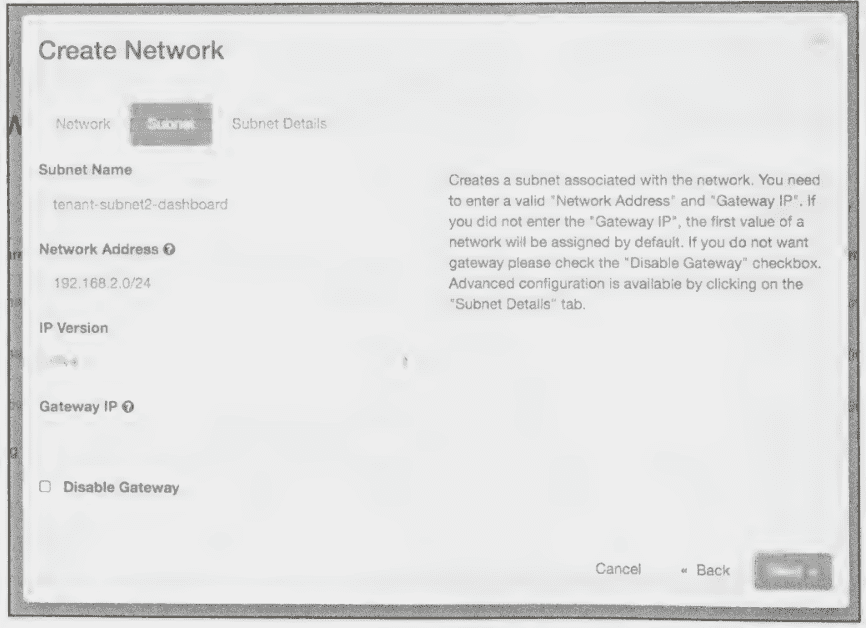 Create Network
Network Subnet Subnet Details
Subnet Name
tenant-subnet2-dashboard
Network Address
192.168.2.0/24
IP Version
Gateway IP
Disable Gateway
Creates a subnet associated with the network. You need
to enter a valid "Network Address" and "Gateway IP". If
you did not enter the "Gateway IP", the first value of a
network will be assigned by default. If you do not want
gateway please check the "Disable Gateway" checkbox.
Advanced configuration is available by clicking on the
"Subnet Details" tab.
Cancel « Back